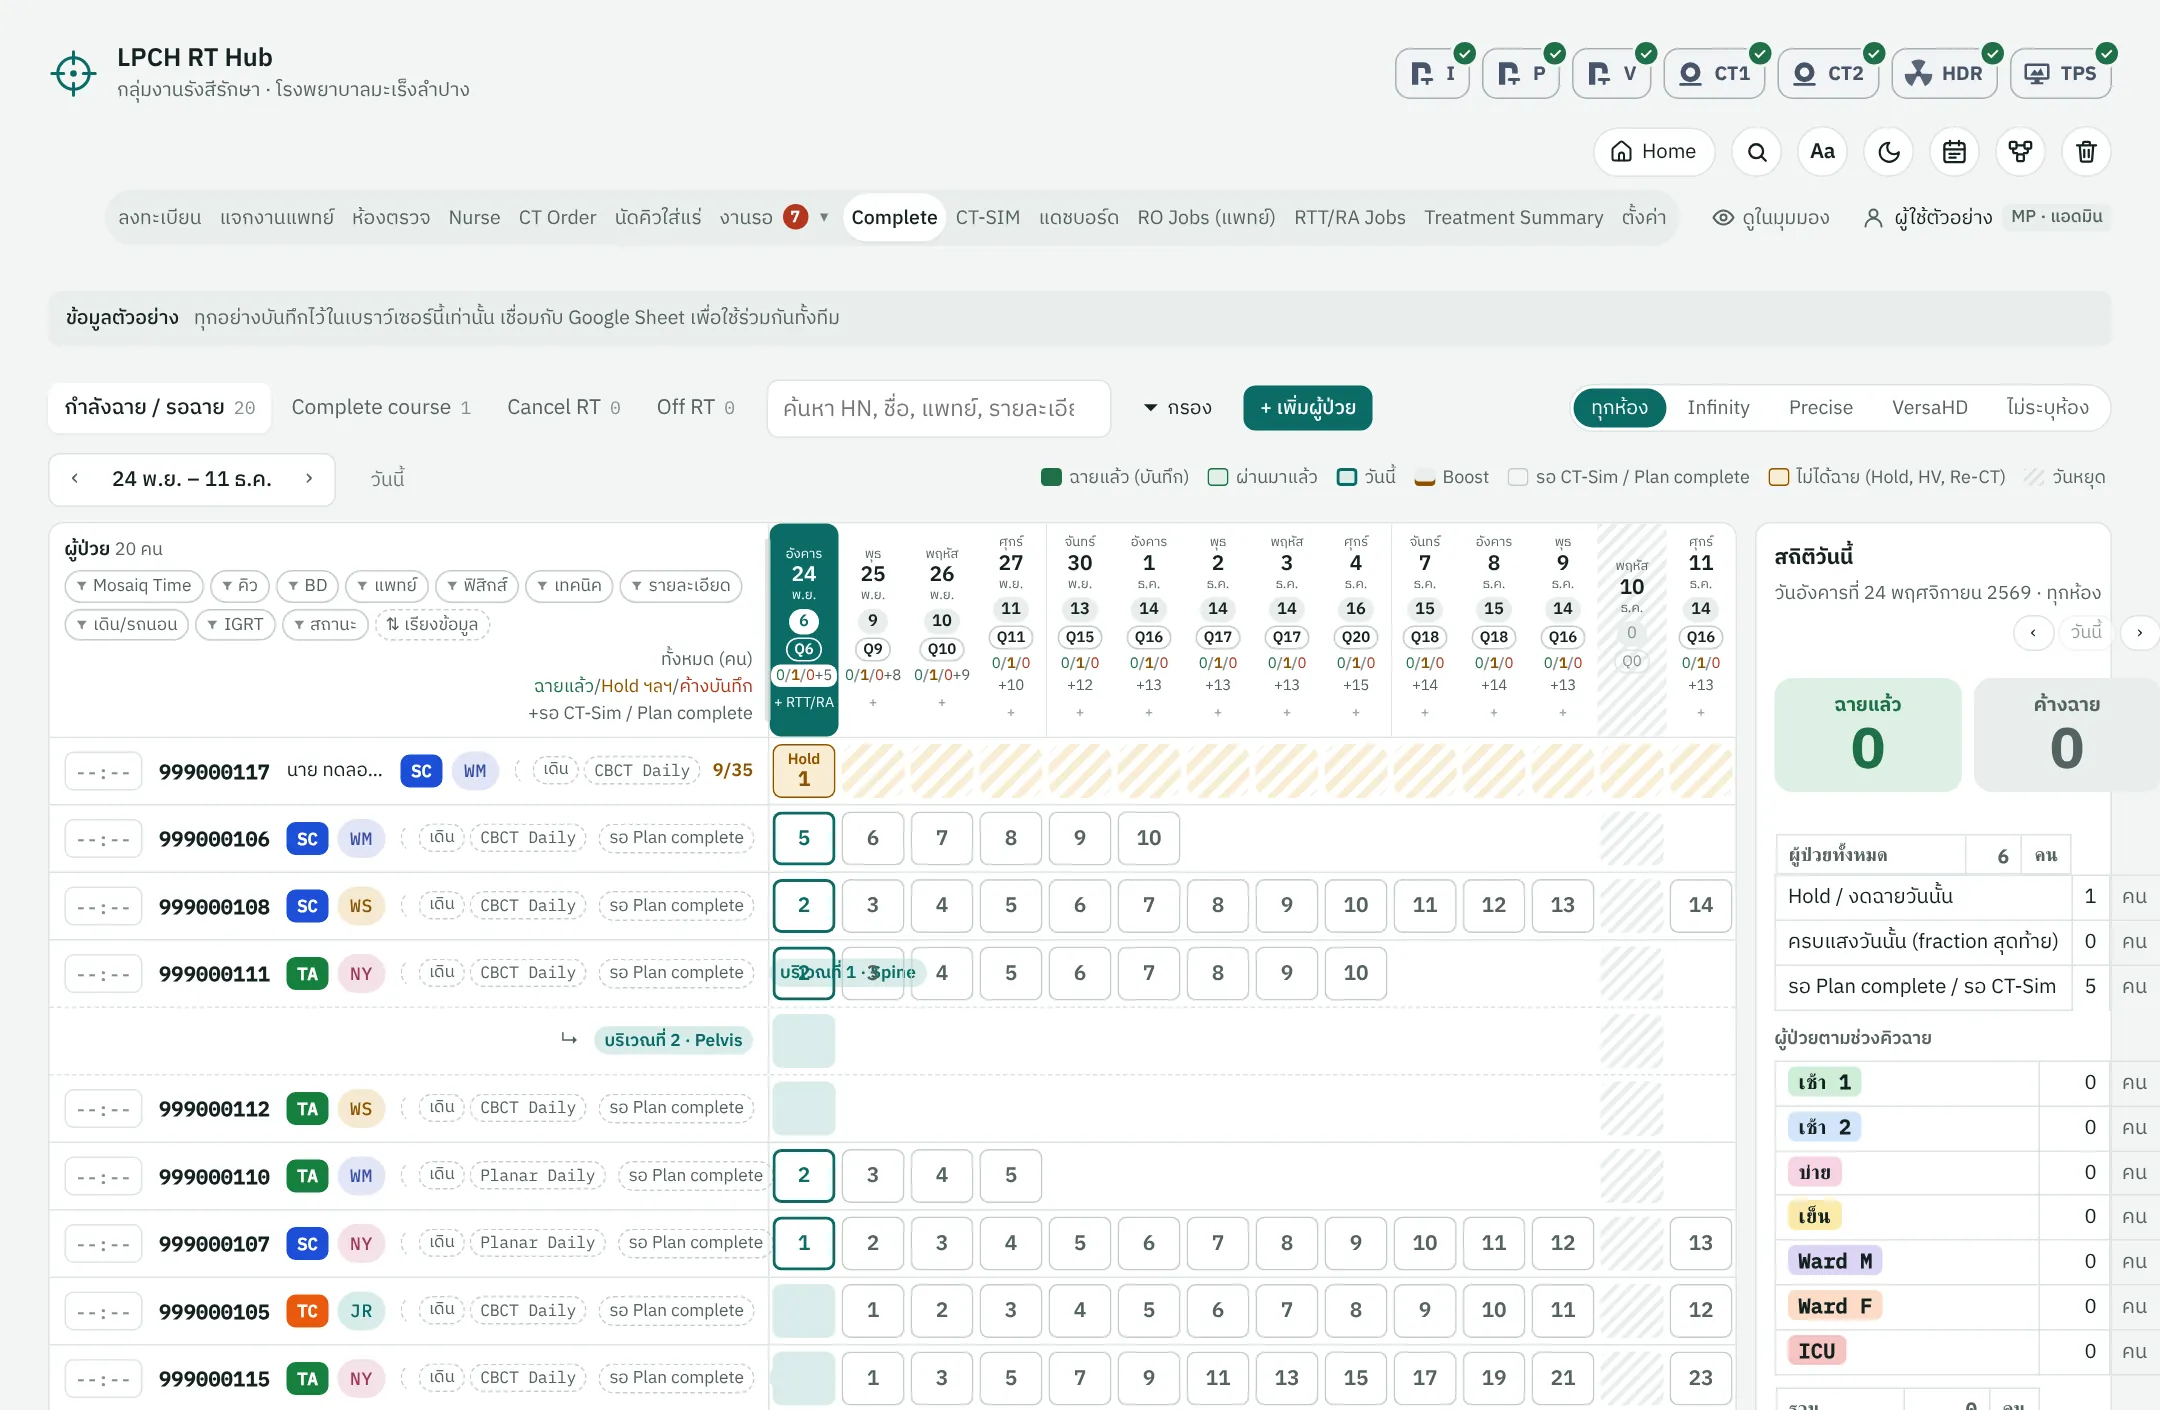 LPCH RT Hub
กลุ่มงานรังสีรักษา · โรงพยาบาลมะเร็งลำปาง
I P V CT1 CT2 HDR TPS
Home Aa
ลงทะเบียน แจกงานแพทย์ ห้องตรวจ Nurse CT Order นัดคิวใส่แร่ งานรอ 7 ▾ Complete CT-SIM แดชบอร์ด RO Jobs (แพทย์) RTT/RA Jobs Treatment Summary ตั้งค่า ดูในมุมมอง ผู้ใช้ตัวอย่าง MP · แอดมิน
ข้อมูลตัวอย่าง ทุกอย่างบันทึกไว้ในเบราว์เซอร์นี้เท่านั้น เชื่อมกับ Google Sheet เพื่อใช้ร่วมกันทั้งทีม
กำลังฉาย / รอฉาย 20 Complete course 1 Cancel RT 0 Off RT 0 ค้นหา HN, ชื่อ, แพทย์, รายละเอีย กรอง + เพิ่มผู้ป่วย ทุกห้อง Infinity Precise VersaHD ไม่ระบุห้อง
‹ 24 พ.ย. – 11 ธ.ค. › วันนี้ ฉายแล้ว (บันทึก) ผ่านมาแล้ว วันนี้ Boost รอ CT-Sim / Plan complete ไม่ได้ฉาย (Hold, HV, Re-CT) วันหยุด
ผู้ป่วย 20 คน
Mosaiq Time คิว BD แพทย์ ฟิสิกส์ เทคนิค รายละเอียด
เดิน/รถนอน IGRT สถานะ ⇅ เรียงข้อมูล
ทั้งหมด (คน)
ฉายแล้ว/Hold ฯลฯ/ค้างบันทึก
+รอ CT-Sim / Plan complete
อังคาร 24 พ.ย. 6 Q6 0/1/0+5 + RTT/RA
พุธ 25 พ.ย. 9 Q9 0/1/0+8 +
พฤหัส 26 พ.ย. 10 Q10 0/1/0+9 +
ศุกร์ 27 พ.ย. 11 Q11 0/1/0 +10 +
จันทร์ 30 พ.ย. 13 Q15 0/1/0 +12 +
อังคาร 1 ธ.ค. 14 Q16 0/1/0 +13 +
พุธ 2 ธ.ค. 14 Q17 0/1/0 +13 +
พฤหัส 3 ธ.ค. 14 Q17 0/1/0 +13 +
ศุกร์ 4 ธ.ค. 16 Q20 0/1/0 +15 +
จันทร์ 7 ธ.ค. 15 Q18 0/1/0 +14 +
อังคาร 8 ธ.ค. 15 Q18 0/1/0 +14 +
พุธ 9 ธ.ค. 14 Q16 0/1/0 +13 +
พฤหัส 10 ธ.ค. 0 Q0
ศุกร์ 11 ธ.ค. 14 Q16 0/1/0 +13 +
--:-- 999000117 นาย ทดลอ... SC WM เดิน CBCT Daily 9/35 Hold 1
--:-- 999000106 SC WM เดิน CBCT Daily รอ Plan complete 5 6 7 8 9 10
--:-- 999000108 SC WS เดิน CBCT Daily รอ Plan complete 2 3 4 5 6 7 8 9 10 11 12 13 14
--:-- 999000111 TA NY เดิน CBCT Daily รอ Plan complete บริเวณที่ 1 · Spine 2 3 4 5 6 7 8 9 10
↳ บริเวณที่ 2 · Pelvis
--:-- 999000112 TA WS เดิน CBCT Daily รอ Plan complete
--:-- 999000110 TA WM เดิน Planar Daily รอ Plan complete 2 3 4 5
--:-- 999000107 SC NY เดิน Planar Daily รอ Plan complete 1 2 3 4 5 6 7 8 9 10 11 12 13
--:-- 999000105 TC JR เดิน CBCT Daily รอ Plan complete 1 2 3 4 5 6 7 8 9 10 11 12
--:-- 999000115 TA NY เดิน CBCT Daily รอ Plan complete 1 3 5 7 9 11 13 15 17 19 21 23
สถิติวันนี้
วันอังคารที่ 24 พฤศจิกายน 2569 · ทุกห้อง
‹ วันนี้ ›
ฉายแล้ว 0
ค้างฉาย 0
ผู้ป่วยทั้งหมด 6 คน
Hold / งดฉายวันนั้น 1 คน
ครบแสงวันนั้น (fraction สุดท้าย) 0 คน
รอ Plan complete / รอ CT-Sim 5 คน
ผู้ป่วยตามช่วงคิวฉาย
เช้า 1 0 คน
เช้า 2 0 คน
บ่าย 0 คน
เย็น 0 คน
Ward M 0 คน
Ward F 0 คน
ICU 0 คน
รวม 0 คน